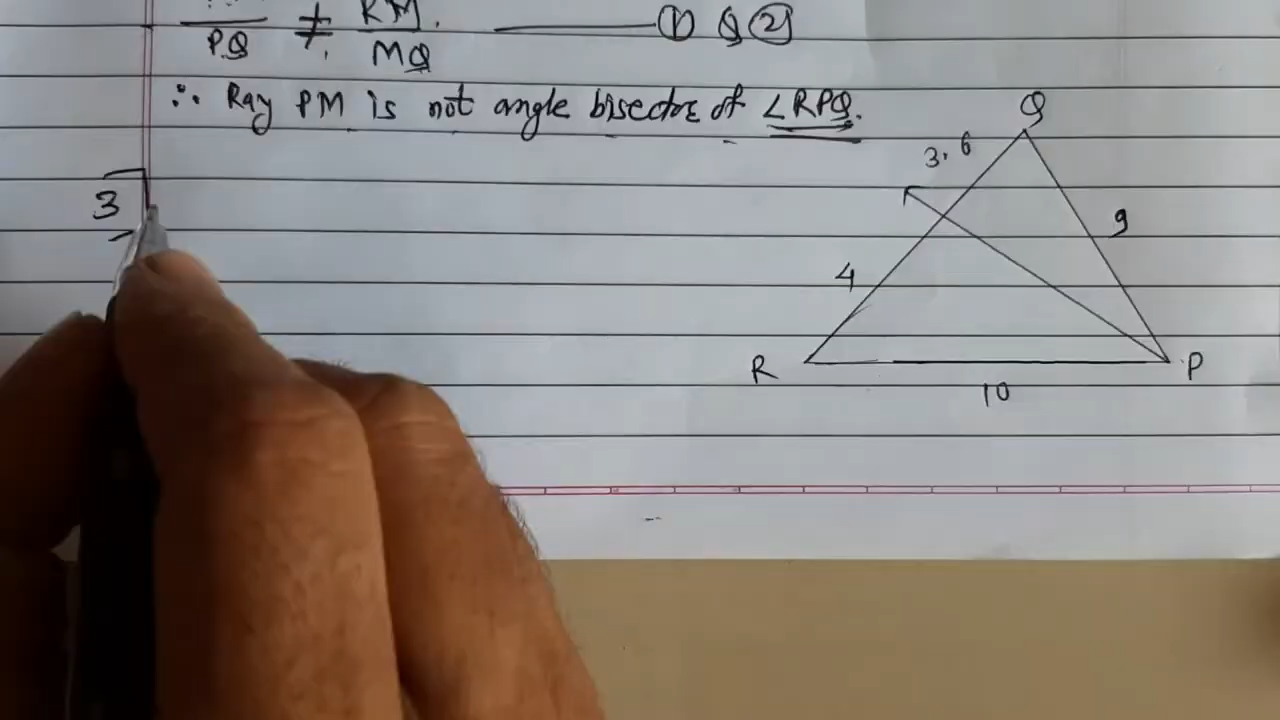 PQ ≠ RM.
MQ ——— ① & ②
∴ Ray PM is not angle bisector of ∠RPQ.
Q
3.6
3
9
4
R
P
10